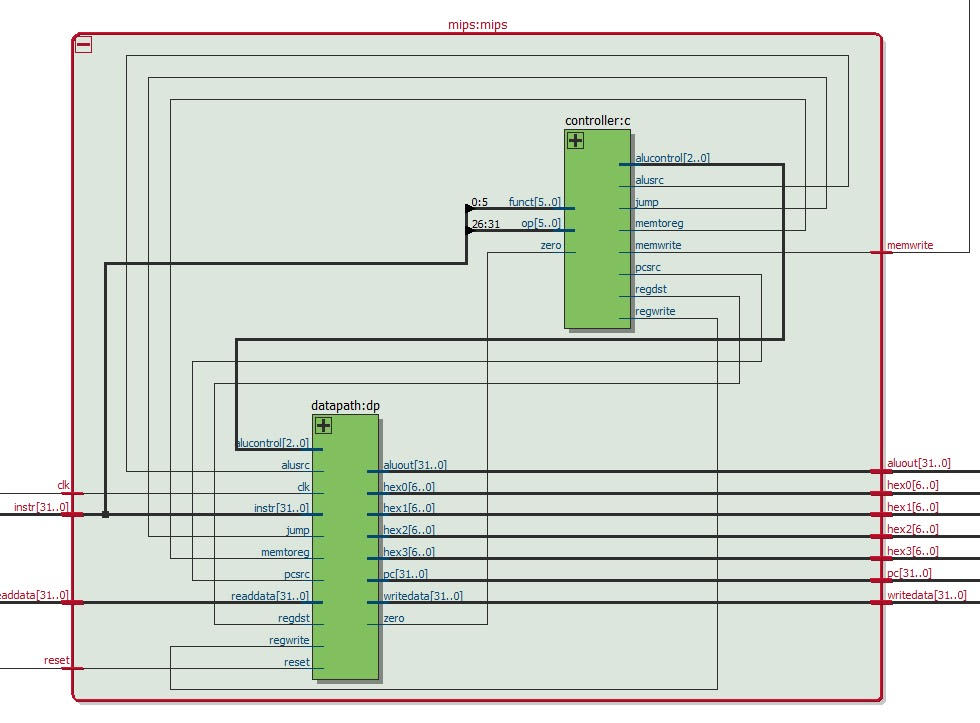 mips:mips
controller:c
alucontrol[2..0]
alusrc
0:5 funct[5..0] jump
26:31 op[5..0] memtoreg
zero memwrite memwrite
pcsrc
regdst
regwrite
datapath:dp
alucontrol[2..0]
alusrc aluout[31..0] aluout[31..0]
clk clk hex0[6..0] hex0[6..0]
instr[31..0] instr[31..0] hex1[6..0] hex1[6..0]
jump hex2[6..0] hex2[6..0]
memtoreg hex3[6..0] hex3[6..0]
pcsrc pc[31..0] pc[31..0]
eaddata[31..0] readdata[31..0] writedata[31..0] writedata[31..0]
regdst zero
regwrite
reset reset